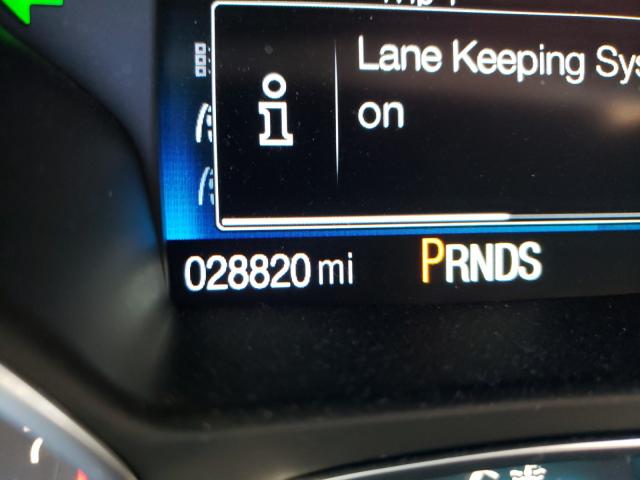 Lane Keeping Sys
on
028820 mi PRNDS